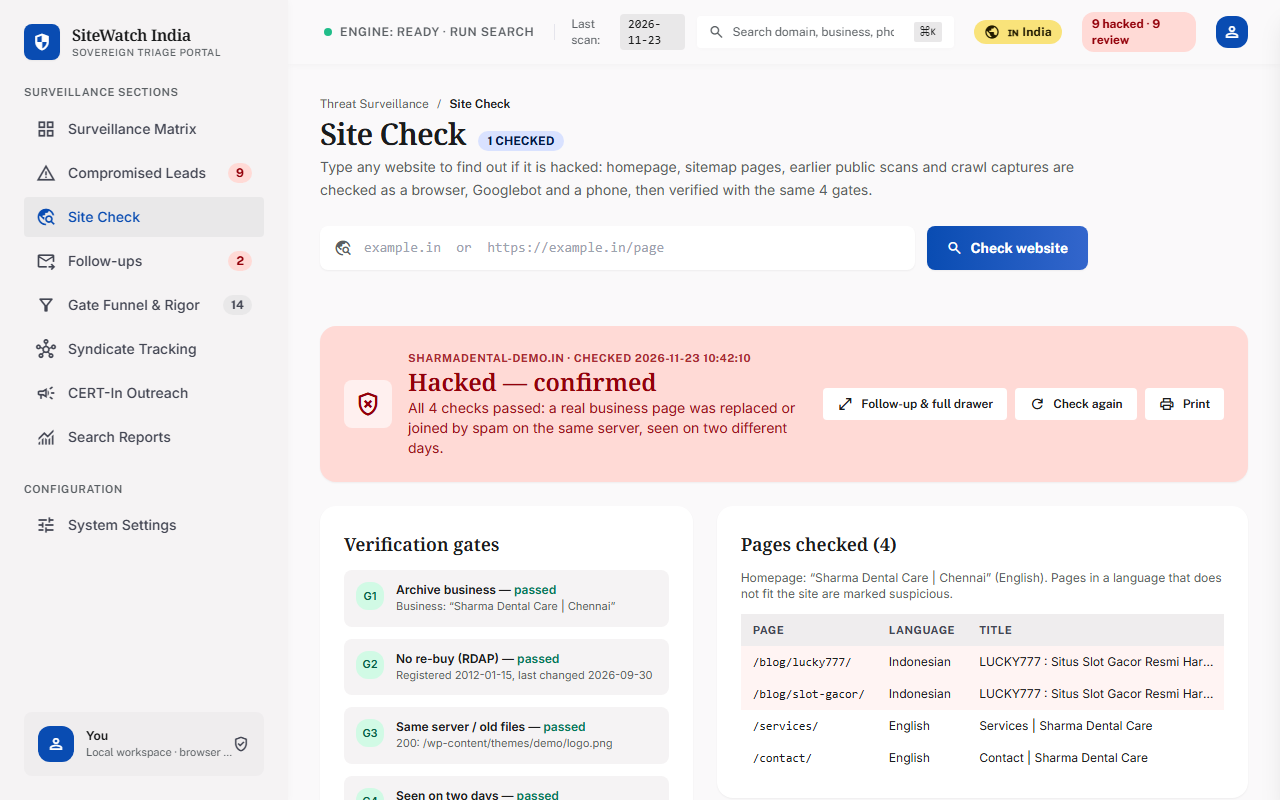 SiteWatch India
SOVEREIGN TRIAGE PORTAL
SURVEILLANCE SECTIONS
Surveillance Matrix
Compromised Leads 9
Site Check
Follow-ups 2
Gate Funnel & Rigor 14
Syndicate Tracking
CERT-In Outreach
Search Reports
CONFIGURATION
System Settings
You
Local workspace · browser ...
ENGINE: READY · RUN SEARCH
Last scan:
2026-11-23
Search domain, business, pho
⌘K
IN India
9 hacked · 9 review
Threat Surveillance / Site Check
Site Check 1 CHECKED
Type any website to find out if it is hacked: homepage, sitemap pages, earlier public scans and crawl captures are
checked as a browser, Googlebot and a phone, then verified with the same 4 gates.
example.in or https://example.in/page
Check website
SHARMADENTAL-DEMO.IN · CHECKED 2026-11-23 10:42:10
Hacked — confirmed
All 4 checks passed: a real business page was replaced or
joined by spam on the same server, seen on two different
days.
Follow-up & full drawer
Check again
Print
Verification gates
G1 Archive business — passed
Business: “Sharma Dental Care | Chennai”
G2 No re-buy (RDAP) — passed
Registered 2012-01-15, last changed 2026-09-30
G3 Same server / old files — passed
200: /wp-content/themes/demo/logo.png
G4 Seen on two days — passed
Pages checked (4)
Homepage: “Sharma Dental Care | Chennai” (English). Pages in a language that does
not fit the site are marked suspicious.
PAGE LANGUAGE TITLE
/blog/lucky777/ Indonesian LUCKY777 : Situs Slot Gacor Resmi Har...
/blog/slot-gacor/ Indonesian LUCKY777 : Situs Slot Gacor Resmi Har...
/services/ English Services | Sharma Dental Care
/contact/ English Contact | Sharma Dental Care